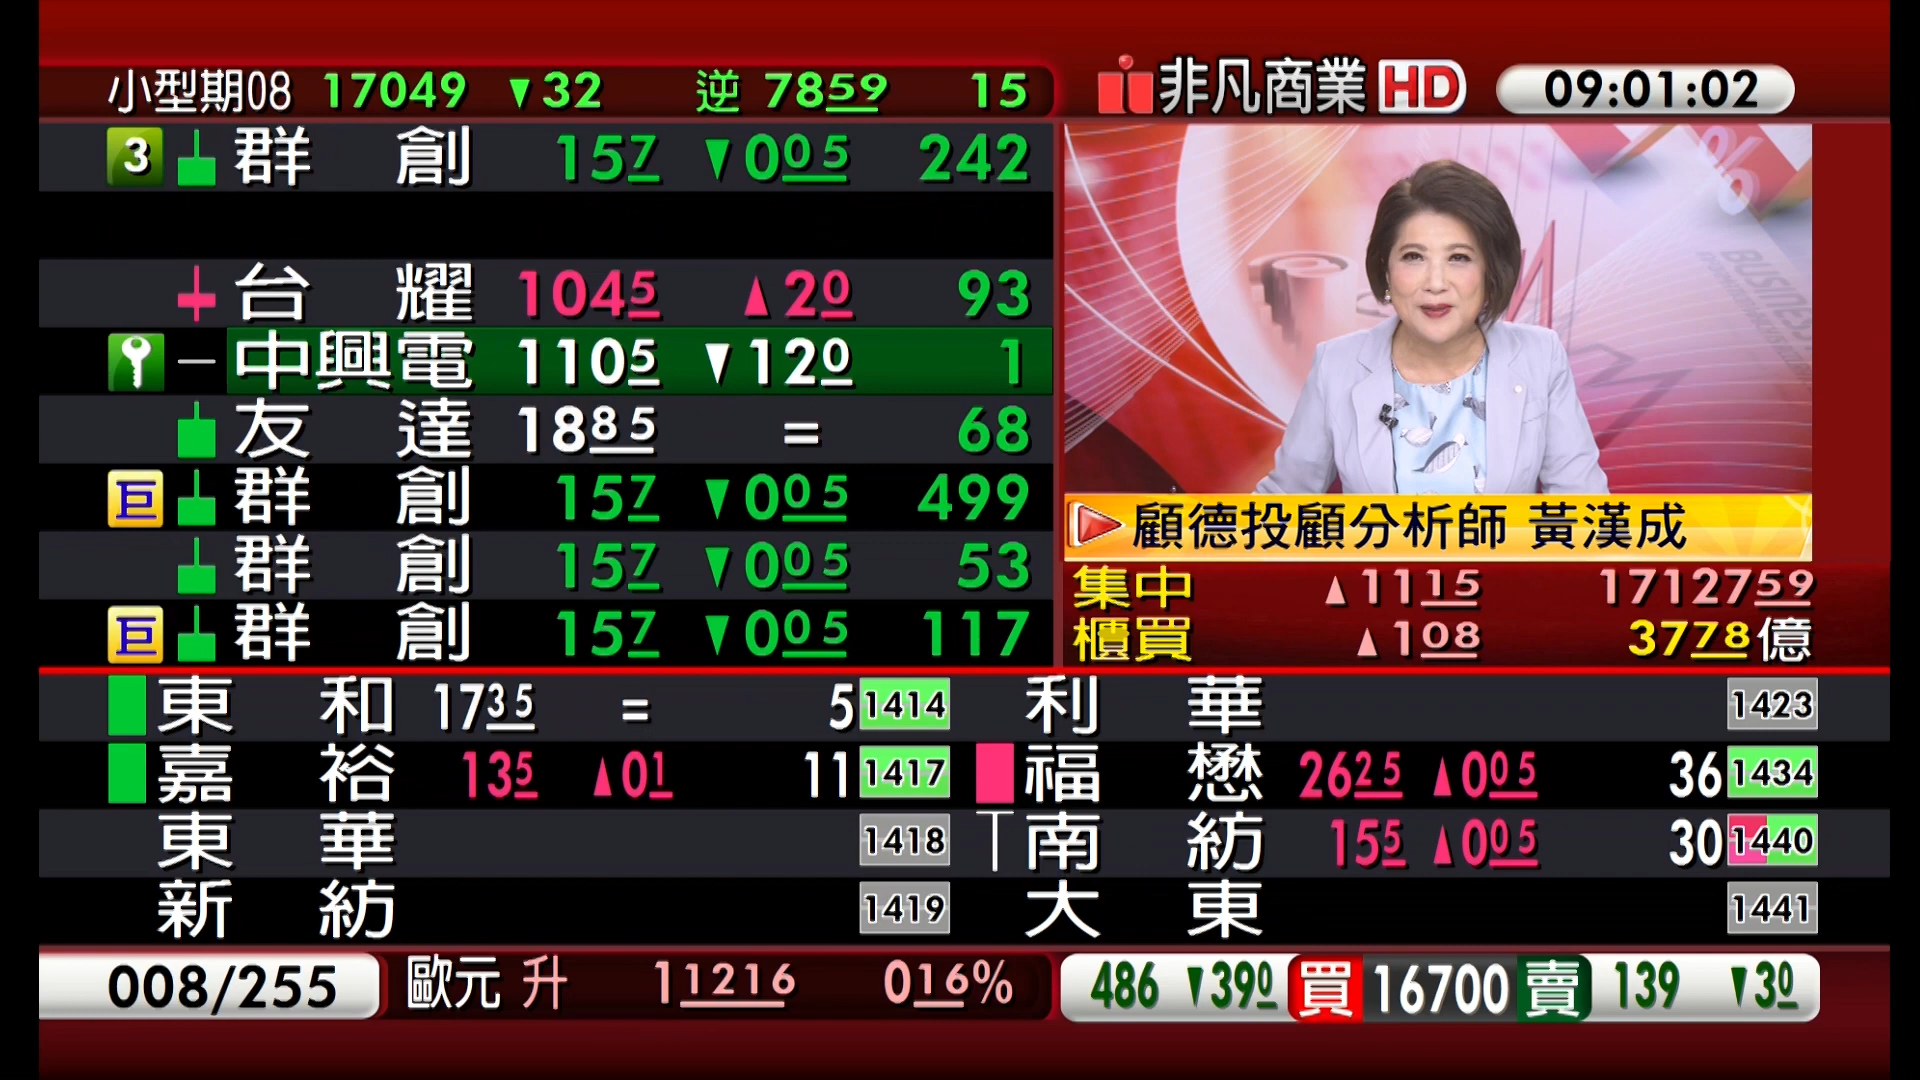 小型期08 17049 ▼32 逆 7859 15
非凡商業HD 09:01:02
3 群創 157 ▼005 242
台耀 1045 ▲20 93
中興電 1105 ▼120 1
友達 1885 = 68
巨 群創 157 ▼005 499
群創 157 ▼005 53
巨 群創 157 ▼005 117
%
BUSINESS
顧德投顧分析師 黃漢成
集中 ▲1115 1712759
櫃買 ▲108 3778億
東和 1735 = 5 1414 利華 1423
嘉裕 135 ▲01 11 1417 福懋 2625 ▲005 36 1434
東華 1418 南紡 155 ▲005 30 1440
新紡 1419 大東 1441
008/255 歐元 升 11216 016% 486 ▼390 買 16700 賣 139 ▼30